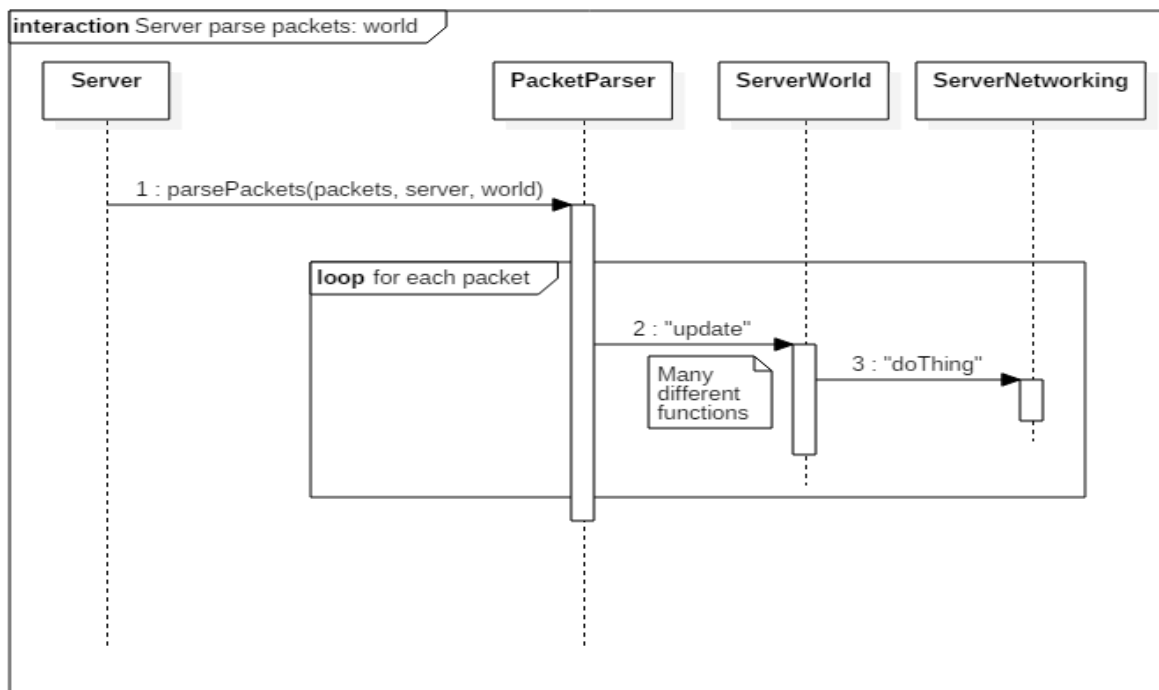 interaction Server parse packets: world
Server
PacketParser
ServerWorld
ServerNetworking
1 : parsePackets(packets, server, world)
loop for each packet
2 : "update"
Many
different
functions
3 : "doThing"